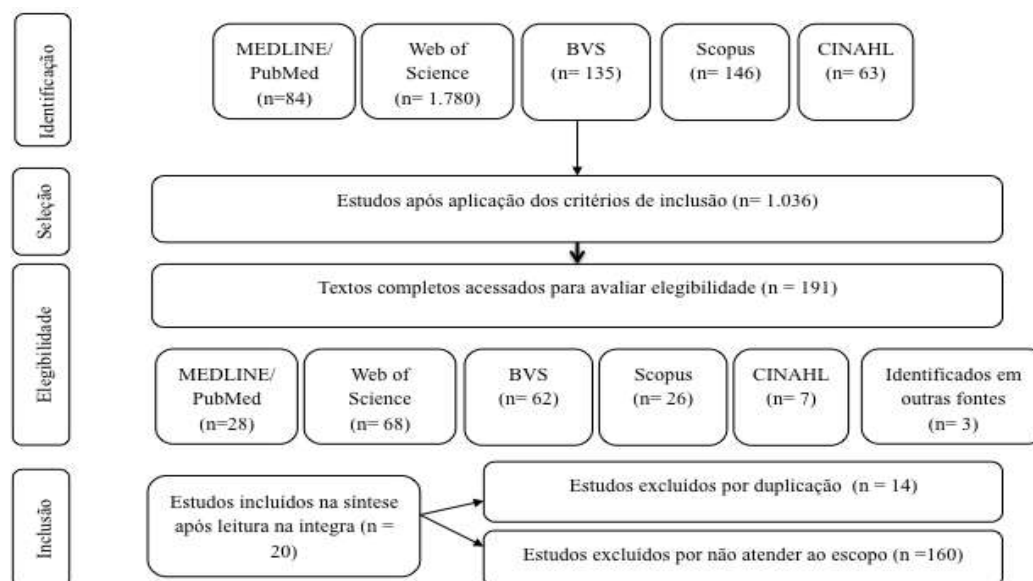 Identificação
MEDLINE/
PubMed
(n=84)
Web of
Science
(n= 1.780)
BVS
(n= 135)
Scopus
(n= 146)
CINAHL
(n= 63)
Seleção
Estudos após aplicação dos critérios de inclusão (n= 1.036)
Elegibilidade
Textos completos acessados para avaliar elegibilidade (n = 191)
MEDLINE/
PubMed
(n=28)
Web of
Science
(n= 68)
BVS
(n= 62)
Scopus
(n= 26)
CINAHL
(n= 7)
Identificados em
outras fontes
(n= 3)
Inclusão
Estudos incluídos na síntese
após leitura na integra (n =
20)
Estudos excluídos por duplicação (n = 14)
Estudos excluídos por não atender ao escopo (n =160)